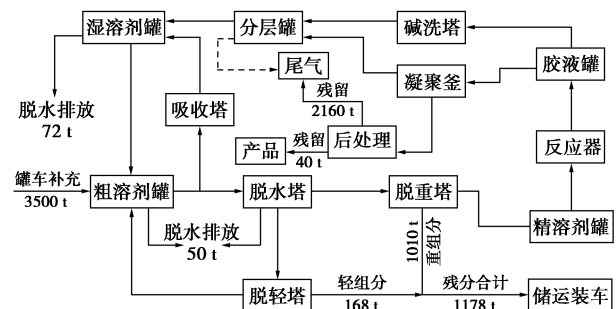 湿溶剂罐
分层罐
碱洗塔
尾气
凝聚釜
胶液罐
脱水排放
72 t
吸收塔
残留
2160 t
产品
残留
40 t
后处理
反应器
罐车补充
3500 t
粗溶剂罐
脱水塔
脱重塔
精溶剂罐
脱水排放
50 t
1010 t
重组分
脱轻塔
轻组分
168 t
残分合计
1178 t
储运装车